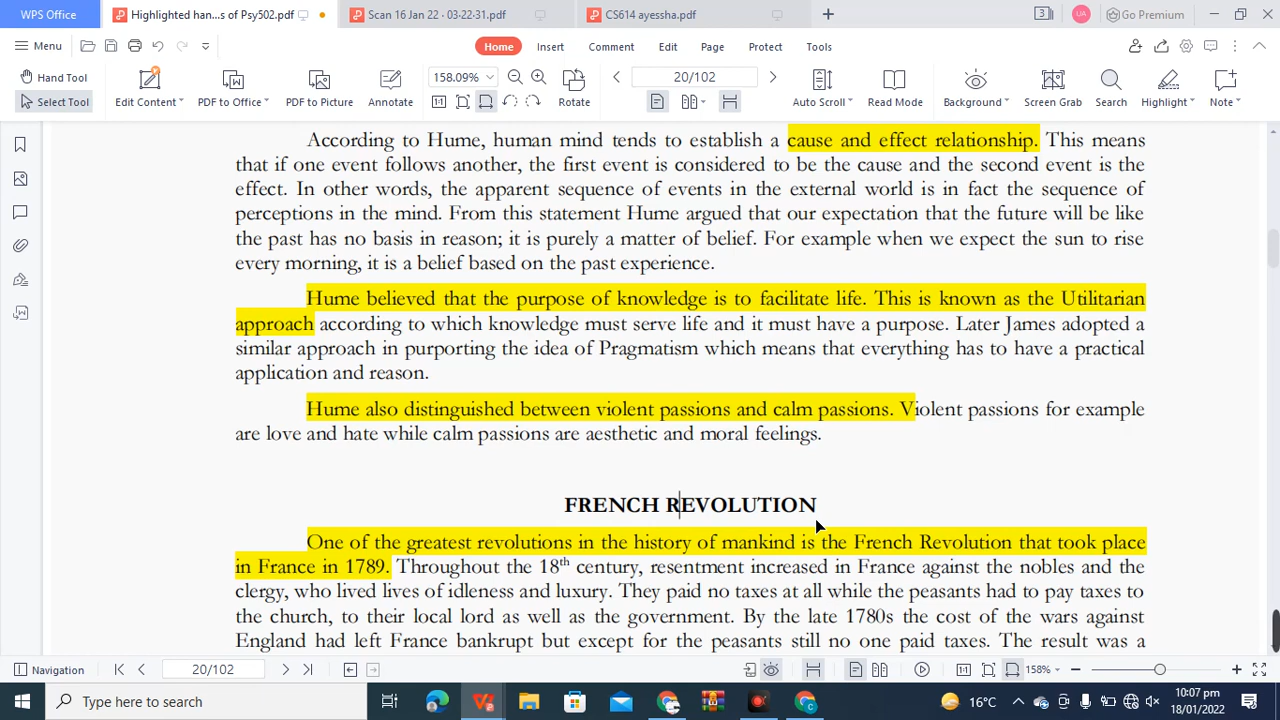 WPS Office
Highlighted han...s of Psy502.pdf
Scan 16 Jan 22 · 03-22-31.pdf
CS614 ayessha.pdf
3
UA
Go Premium
Menu
Home
Insert
Comment
Edit
Page
Protect
Tools
Hand Tool
Select Tool
Edit Content
PDF to Office
PDF to Picture
Annotate
158.09%
Rotate
20/102
Auto Scroll
Read Mode
Background
Screen Grab
Search
Highlight
Note
According to Hume, human mind tends to establish a cause and effect relationship. This means
that if one event follows another, the first event is considered to be the cause and the second event is the
effect. In other words, the apparent sequence of events in the external world is in fact the sequence of
perceptions in the mind. From this statement Hume argued that our expectation that the future will be like
the past has no basis in reason; it is purely a matter of belief. For example when we expect the sun to rise
every morning, it is a belief based on the past experience.
Hume believed that the purpose of knowledge is to facilitate life. This is known as the Utilitarian
approach according to which knowledge must serve life and it must have a purpose. Later James adopted a
similar approach in purporting the idea of Pragmatism which means that everything has to have a practical
application and reason.
Hume also distinguished between violent passions and calm passions. Violent passions for example
are love and hate while calm passions are aesthetic and moral feelings.
FRENCH REVOLUTION
One of the greatest revolutions in the history of mankind is the French Revolution that took place
in France in 1789. Throughout the 18th century, resentment increased in France against the nobles and the
clergy, who lived lives of idleness and luxury. They paid no taxes at all while the peasants had to pay taxes to
the church, to their local lord as well as the government. By the late 1780s the cost of the wars against
England had left France bankrupt but except for the peasants still no one paid taxes. The result was a
Navigation
20/102
158%
Type here to search
16°C
10:07 pm
18/01/2022